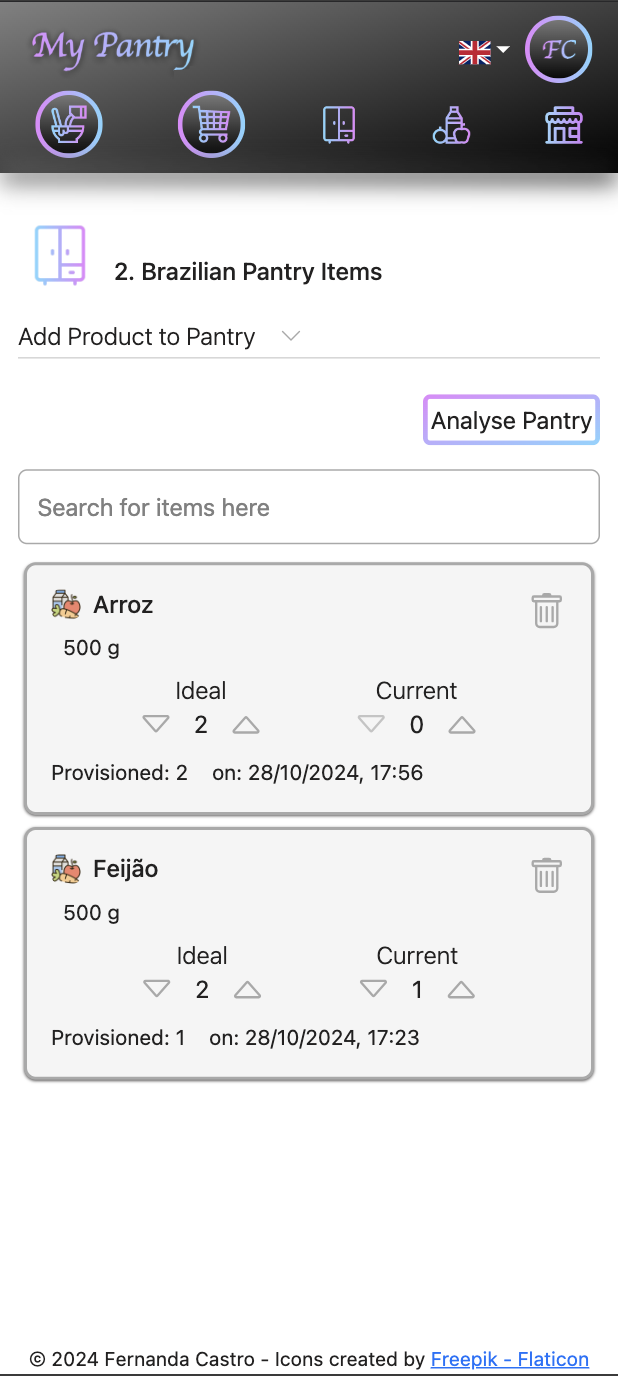 My Pantry
FC
2. Brazilian Pantry Items
Add Product to Pantry
Analyse Pantry
Search for items here
Arroz
500 g
Ideal Current
2 0
Provisioned: 2 on: 28/10/2024, 17:56
Feijão
500 g
Ideal Current
2 1
Provisioned: 1 on: 28/10/2024, 17:23
© 2024 Fernanda Castro - Icons created by Freepik - Flaticon